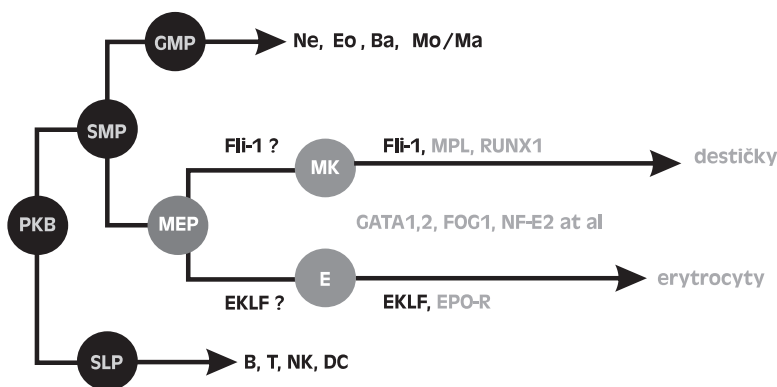 GMP
Ne, Eo , Ba, Mo/Ma
SMP
Fli-1 ?
MK
Fli-1, MPL, RUNX1
destičky
PKB
MEP
GATA1,2, FOG1, NF-E2 at al
E
erytrocyty
EKLF ?
EKLF, EPO-R
SLP
B, T, NK, DC